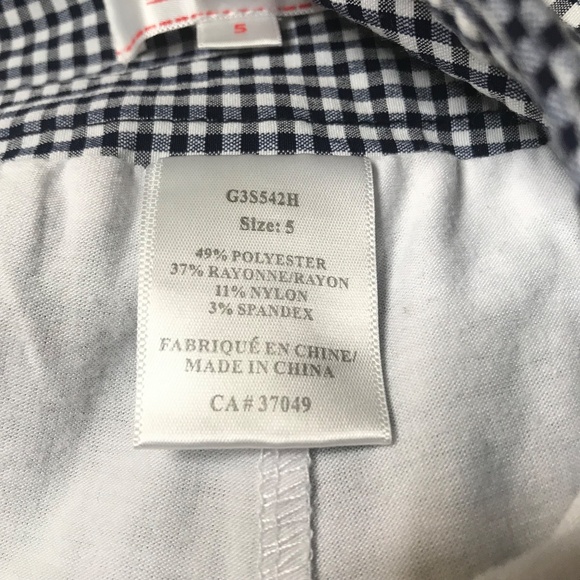 5
G3S542H
Size: 5
49% POLYESTER
37% RAYONNE/RAYON
11% NYLON
3% SPANDEX
FABRIQUÉ EN CHINE/
MADE IN CHINA
CA # 37049